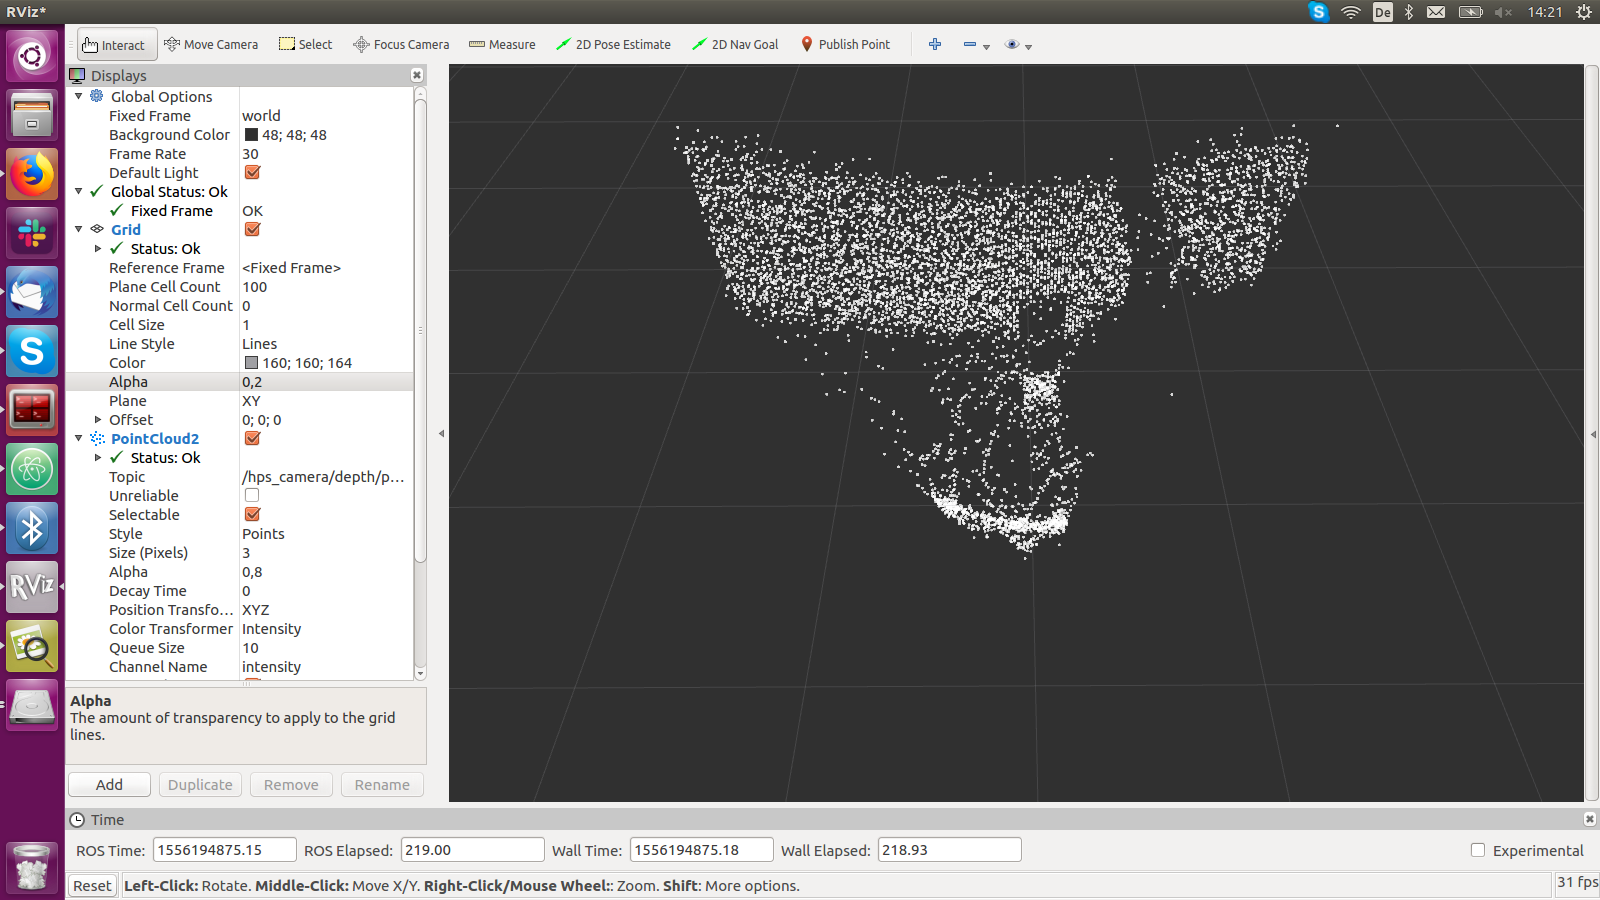 RViz*
De
14:21
Interact
Move Camera
Select
Focus Camera
Measure
2D Pose Estimate
2D Nav Goal
Publish Point
Displays
Global Options
Fixed Frame world
Background Color 48; 48; 48
Frame Rate 30
Default Light
Global Status: Ok
Fixed Frame OK
Grid
Status: Ok
Reference Frame <Fixed Frame>
Plane Cell Count 100
Normal Cell Count 0
Cell Size 1
Line Style Lines
Color 160; 160; 164
Alpha 0,2
Plane XY
Offset 0; 0; 0
PointCloud2
Status: Ok
Topic /hps_camera/depth/p...
Unreliable
Selectable
Style Points
Size (Pixels) 3
Alpha 0,8
Decay Time 0
Position Transfo... XYZ
Color Transformer Intensity
Queue Size 10
Channel Name intensity
Alpha
The amount of transparency to apply to the grid
lines.
Add
Duplicate
Remove
Rename
S
RViz
Time
ROS Time: 1556194875.15 ROS Elapsed: 219.00 Wall Time: 1556194875.18 Wall Elapsed: 218.93 Experimental
Reset Left-Click: Rotate. Middle-Click: Move X/Y. Right-Click/Mouse Wheel:: Zoom. Shift: More options. 31 fps